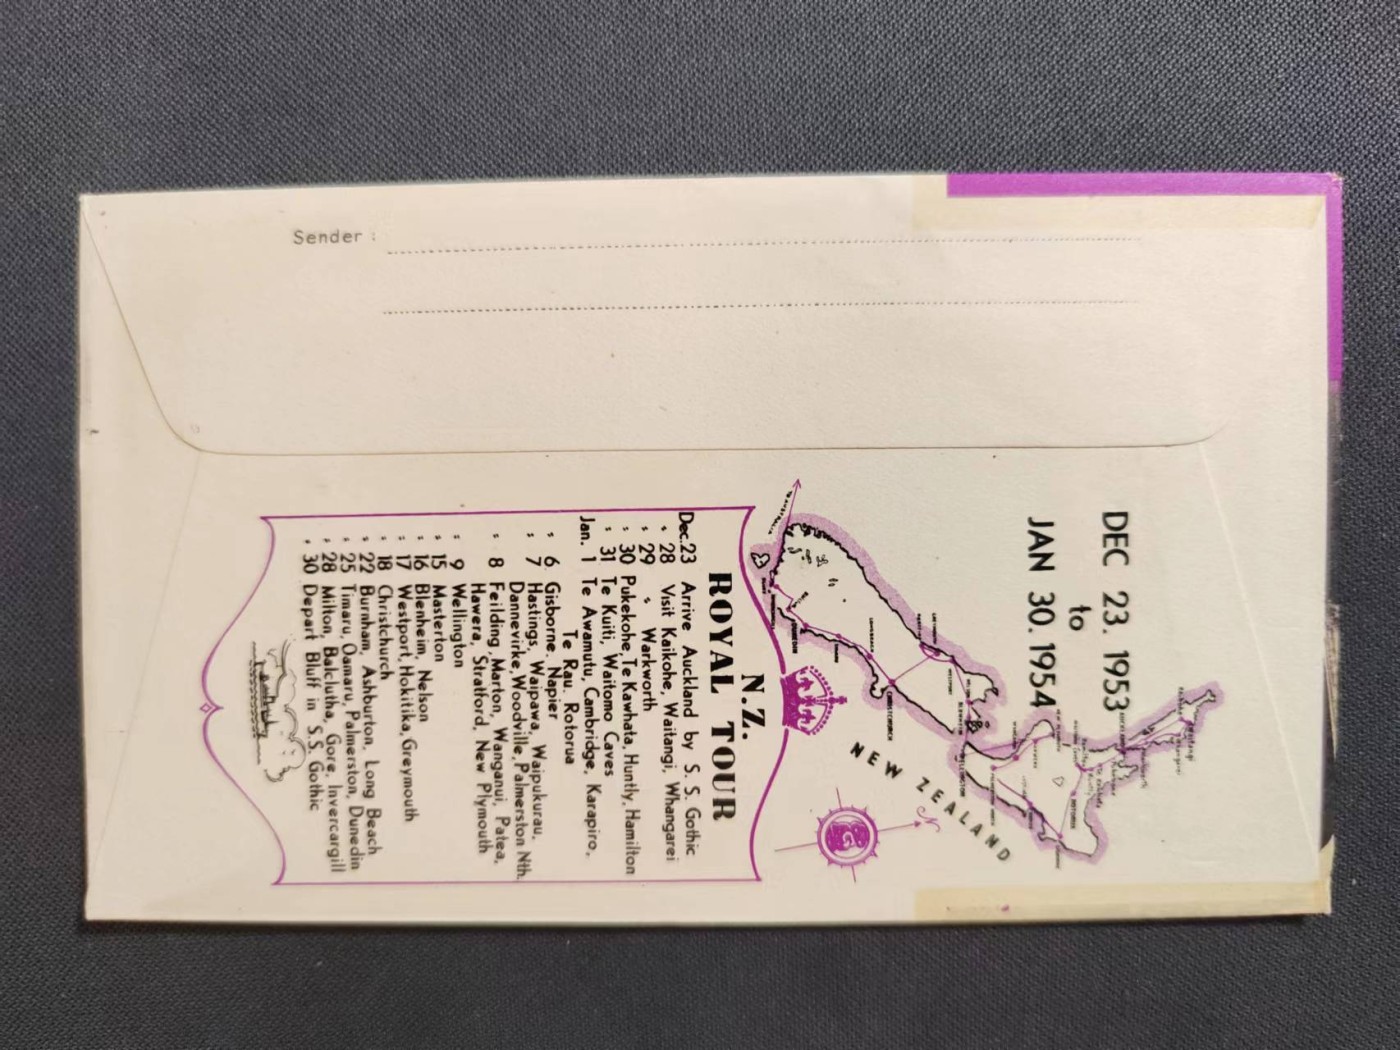 Sender :
DEC 23. 1953
to
JAN 30. 1954
NEW ZEALAND
N
CHRISTCHURCH
N.Z.
ROYAL TOUR
Dec. 23 Arrive Auckland by S. S. Gothic
" 28 Visit Kaikohe, Waitangi, Whangarei
" 29 " Warkworth
" 30 Pukekohe, Te Kawhata, Huntly, Hamilton
" 31 Te Kuiti, Waitomo Caves
Jan. 1 Te Awamutu, Cambridge, Karapiro,
Te Rau, Rotorua
" 6 Gisborne, Napier
" 7 Hastings, Waipawa, Waipukurau,
Dannevirke, Woodville, Palmerston Nth.
" 8 Feilding, Marton, Wanganui, Patea,
Hawera, Stratford, New Plymouth
" 9 Wellington
" 15 Masterton
" 16 Blenheim, Nelson
" 17 Westport, Hokitika, Greymouth
" 18 Christchurch
" 22 Burnham, Ashburton, Long Beach
" 25 Timaru, Oamaru, Palmerston, Dunedin
" 28 Milton, Balclutha, Gore, Invercargill
" 30 Depart Bluff in S.S. Gothic